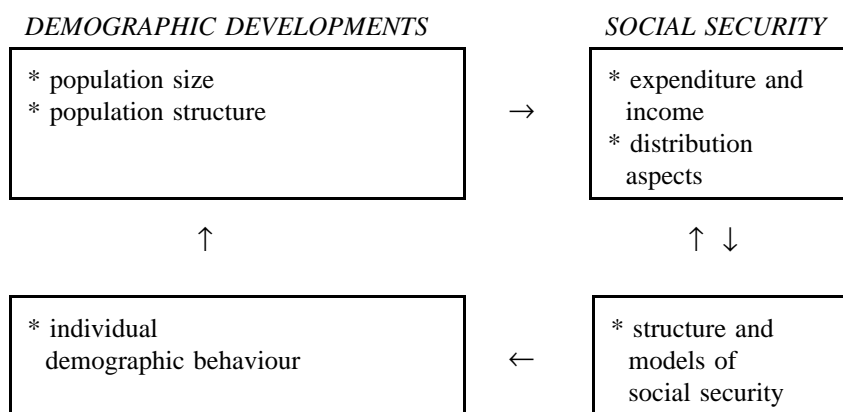 DEMOGRAPHIC DEVELOPMENTS
SOCIAL SECURITY
* population size
* population structure
→
* expenditure and
income
* distribution
aspects
↑
↑ ↓
* individual
demographic behaviour
←
* structure and
models of
social security